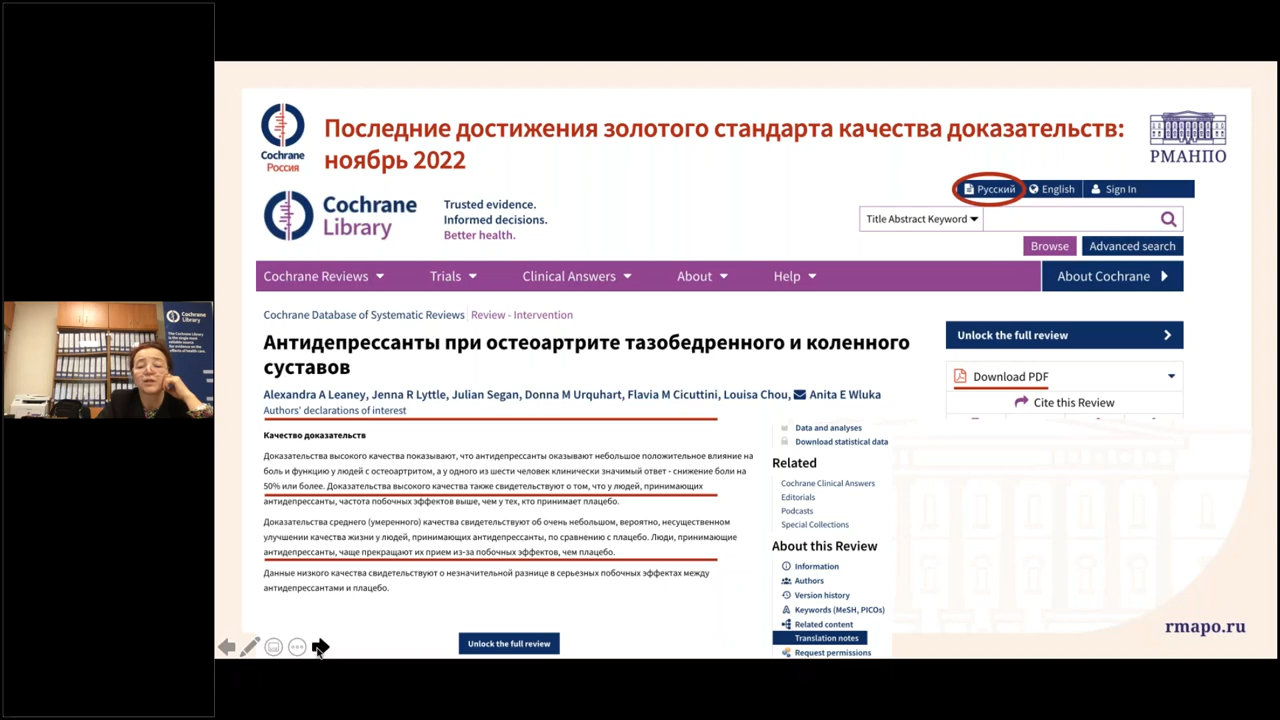 Cochrane
Россия
Последние достижения золотого стандарта качества доказательств:
ноябрь 2022
РМАНПО
Cochrane
Library
Trusted evidence.
Informed decisions.
Better health.
Русский
English
Sign In
Title Abstract Keyword
Browse
Advanced search
Cochrane Reviews
Trials
Clinical Answers
About
Help
About Cochrane
Cochrane Database of Systematic Reviews
Review - Intervention
Антидепрессанты при остеоартрите тазобедренного и коленного
суставов
Alexandra A Leaney, Jenna R Lyttle, Julian Segan, Donna M Urquhart, Flavia M Cicuttini, Louisa Chou, Anita E Wluka
Authors' declarations of interest
Качество доказательств
Доказательства высокого качества показывают, что антидепрессанты оказывают небольшое положительное влияние на
боль и функцию у людей с остеоартритом, а у одного из шести человек клинически значимый ответ - снижение боли на
50% или более. Доказательства высокого качества также свидетельствуют о том, что у людей, принимающих
антидепрессанты, частота побочных эффектов выше, чем у тех, кто принимает плацебо.
Доказательства среднего (умеренного) качества свидетельствуют об очень небольшом, вероятно, несущественном
улучшении качества жизни у людей, принимающих антидепрессанты, по сравнению с плацебо. Люди, принимающие
антидепрессанты, чаще прекращают их прием из-за побочных эффектов, чем плацебо.
Данные низкого качества свидетельствуют о незначительной разнице в серьезных побочных эффектах между
антидепрессантами и плацебо.
Unlock the full review
Unlock the full review
Download PDF
Cite this Review
Data and analyses
Download statistical data
Related
Cochrane Clinical Answers
Editorials
Podcasts
Special Collections
About this Review
Information
Authors
Version history
Keywords (MeSH, PICOs)
Related content
Translation notes
Request permissions
rmapo.ru
Cochrane
Library